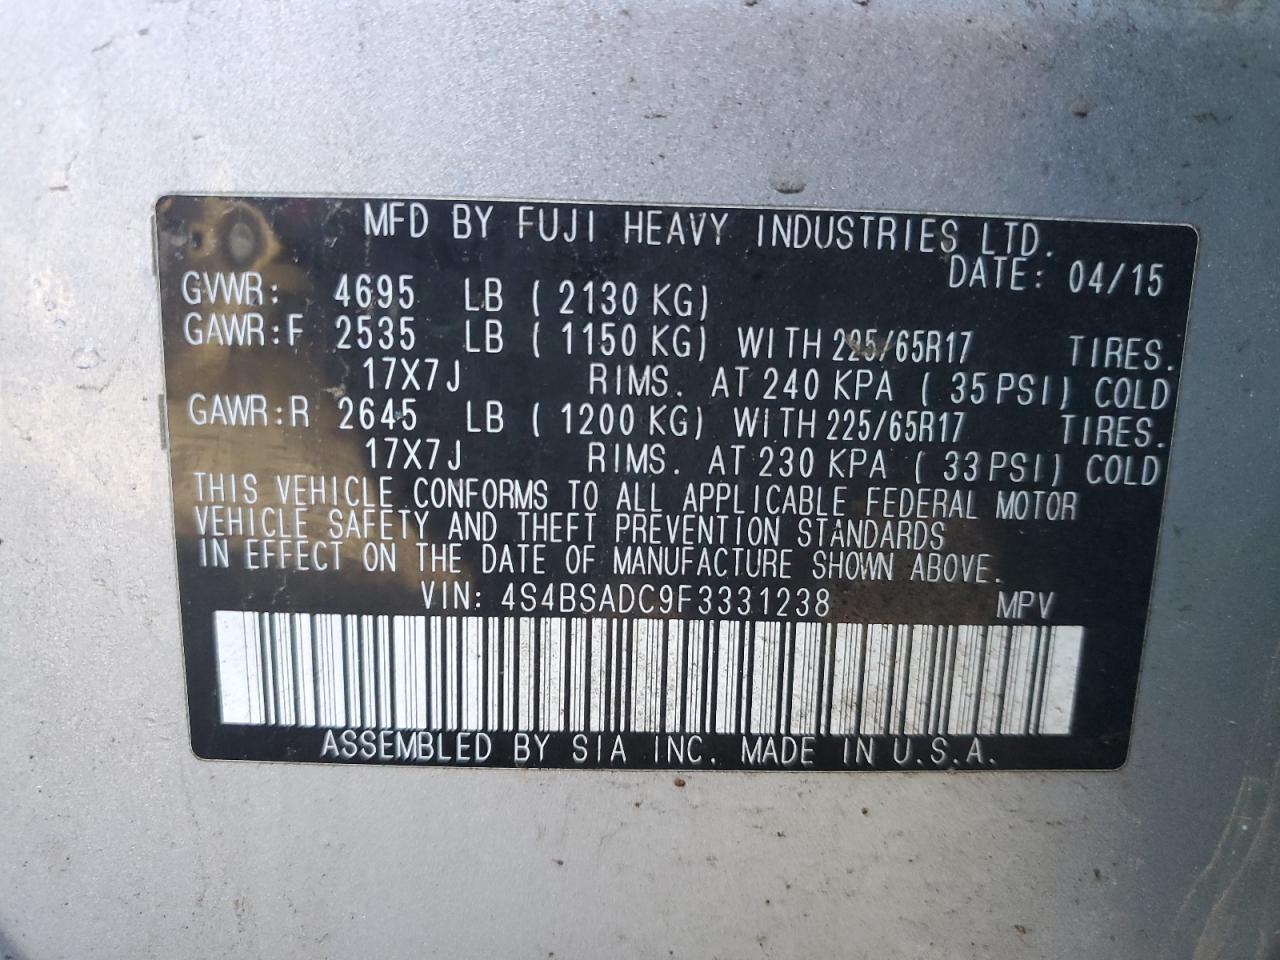 MFD BY FUJI HEAVY INDUSTRIES LTD.
DATE: 04/15
GVWR: 4695 LB ( 2130 KG)
GAWR:F 2535 LB ( 1150 KG) WITH 225/65R17 TIRES.
17X7J RIMS. AT 240 KPA ( 35 PSI) COLD
GAWR:R 2645 LB ( 1200 KG) WITH 225/65R17 TIRES.
17X7J RIMS. AT 230 KPA ( 33 PSI) COLD
THIS VEHICLE CONFORMS TO ALL APPLICABLE FEDERAL MOTOR
VEHICLE SAFETY AND THEFT PREVENTION STANDARDS
IN EFFECT ON THE DATE OF MANUFACTURE SHOWN ABOVE.
VIN: 4S4BSADC9F3331238 MPV
ASSEMBLED BY SIA INC. MADE IN U.S.A.